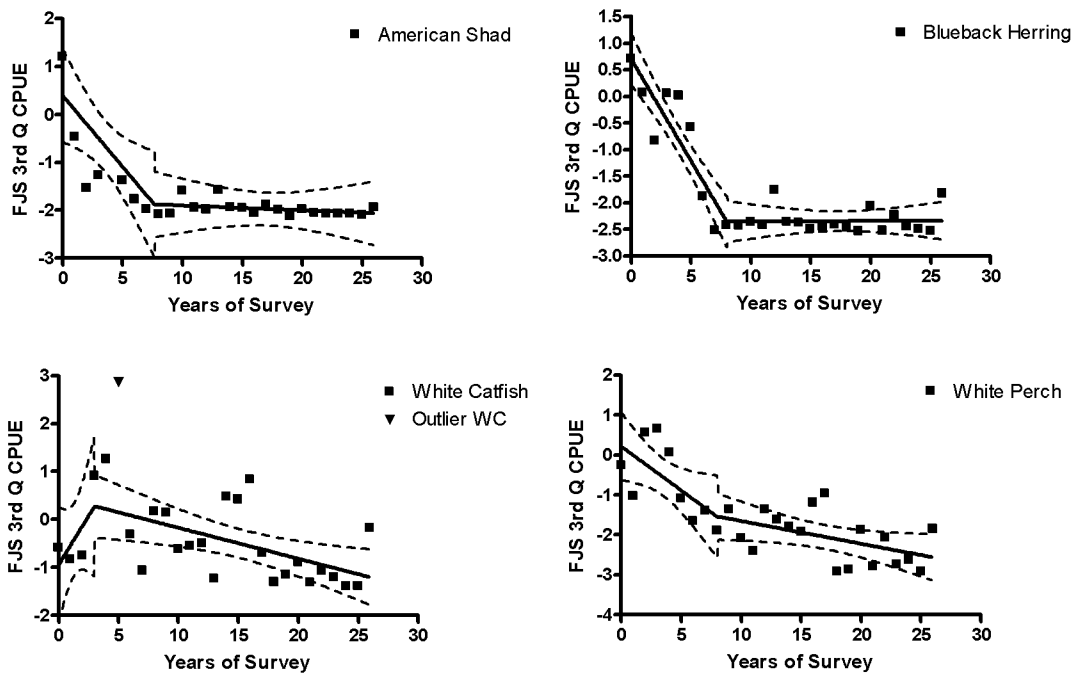 American Shad
FJS 3rd Q CPUE
2
1
0
-1
-2
-3
0 5 10 15 20 25 30
Years of Survey
Blueback Herring
FJS 3rd Q CPUE
1.5
1.0
0.5
0.0
-0.5
-1.0
-1.5
-2.0
-2.5
-3.0
0 5 10 15 20 25 30
Years of Survey
White Catfish
Outlier WC
FJS 3rd Q CPUE
3
2
1
0
-1
-2
0 5 10 15 20 25 30
Years of Survey
White Perch
FJS 3rd Q CPUE
2
1
0
-1
-2
-3
-4
0 5 10 15 20 25 30
Years of Survey